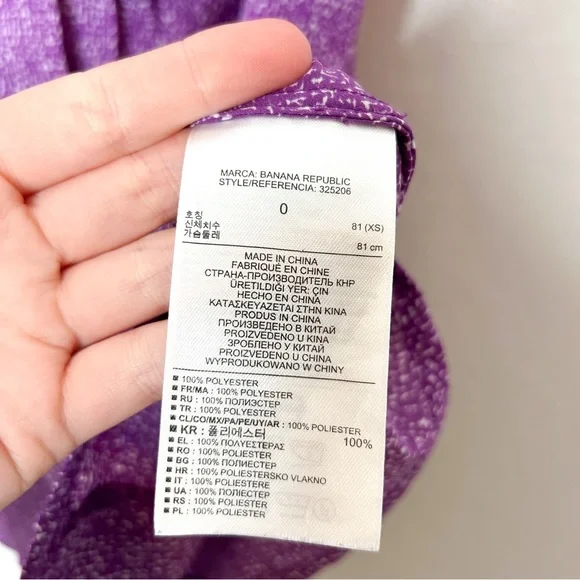 MARCA: BANANA REPUBLIC
STYLE/REFERENCIA: 325206
0
호칭
신체치수 81 (XS)
가슴둘레 81 cm
MADE IN CHINA
FABRIQUÉ EN CHINE
СТРАНА-ПРОИЗВОДИТЕЛЬ КНР
ÜRETILDIĞI YER: ÇIN
HECHO EN CHINA
ΚΑΤΑΣΚΕΥΑΖΕΤΑΙ ΣΤΗΝ ΚΙΝΑ
PRODUS IN CHINA
ПРОИЗВЕДЕНО В КИТАЙ
PROIZVEDENO U KINA
ЗРОБЛЕНО У КИТАЙ
PROIZVEDENO U KINI
WYPRODUKOWANO W CHINY
100% POLYESTER
FR/MA : 100% POLYESTER
RU : 100% ПОЛИЭСТЕР
TR : 100% POLYESTER
CL/CO/MX/PA/PE/UY/AR : 100% POLIESTER
KR : 폴리에스터 100%
EL : 100% ΠΟΛΥΕΣΤΕΡΑΣ
RO : 100% POLIESTER
BG : 100% ПОЛИЕСТЕР
HR : 100% POLIESTERSKO VLAKNO
IT : 100% POLIESTERE
UA : 100% ПОЛИЕСТЕР
RS : 100% POLIESTER
PL : 100% POLIESTER